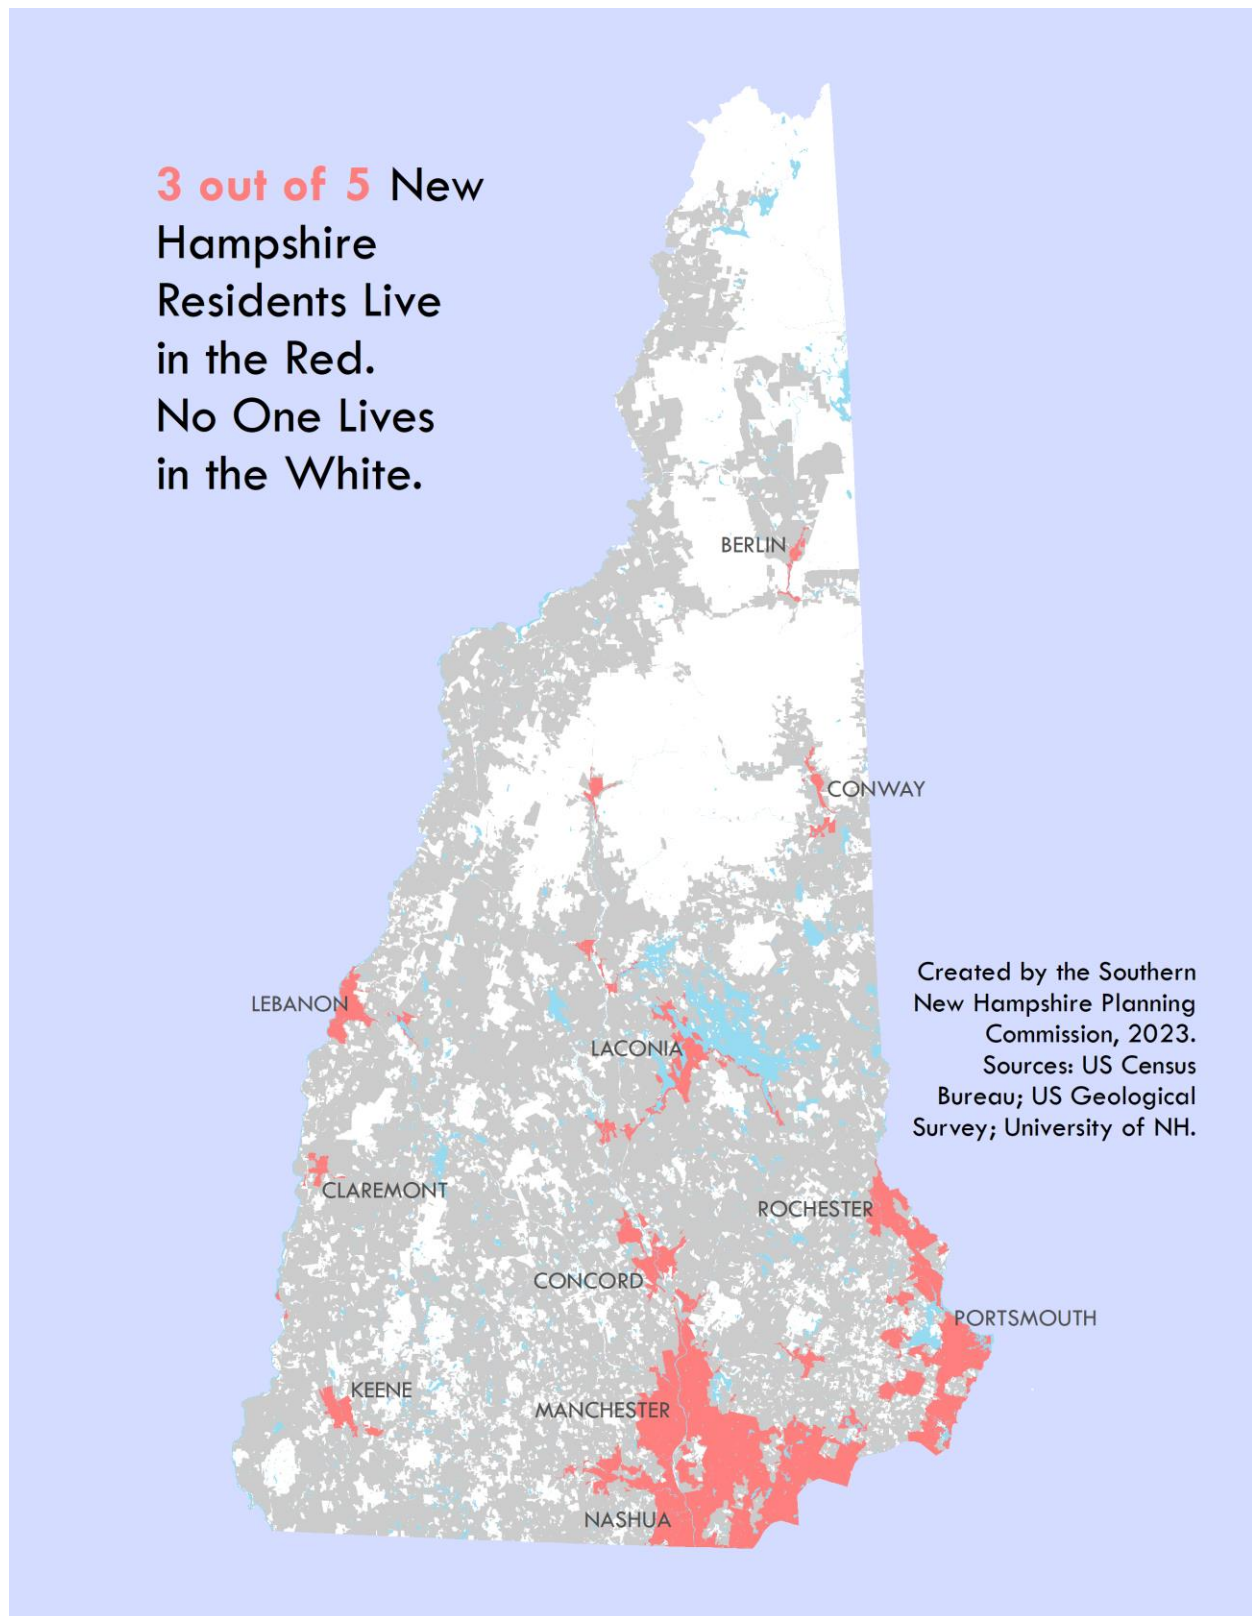 3 out of 5 New
Hampshire
Residents Live
in the Red.
No One Lives
in the White.
BERLIN
CONWAY
Created by the Southern
New Hampshire Planning
Commission, 2023.
Sources: US Census
Bureau; US Geological
Survey; University of NH.
LEBANON
LACONIA
CLAREMONT
ROCHESTER
CONCORD
PORTSMOUTH
KEENE
MANCHESTER
NASHUA